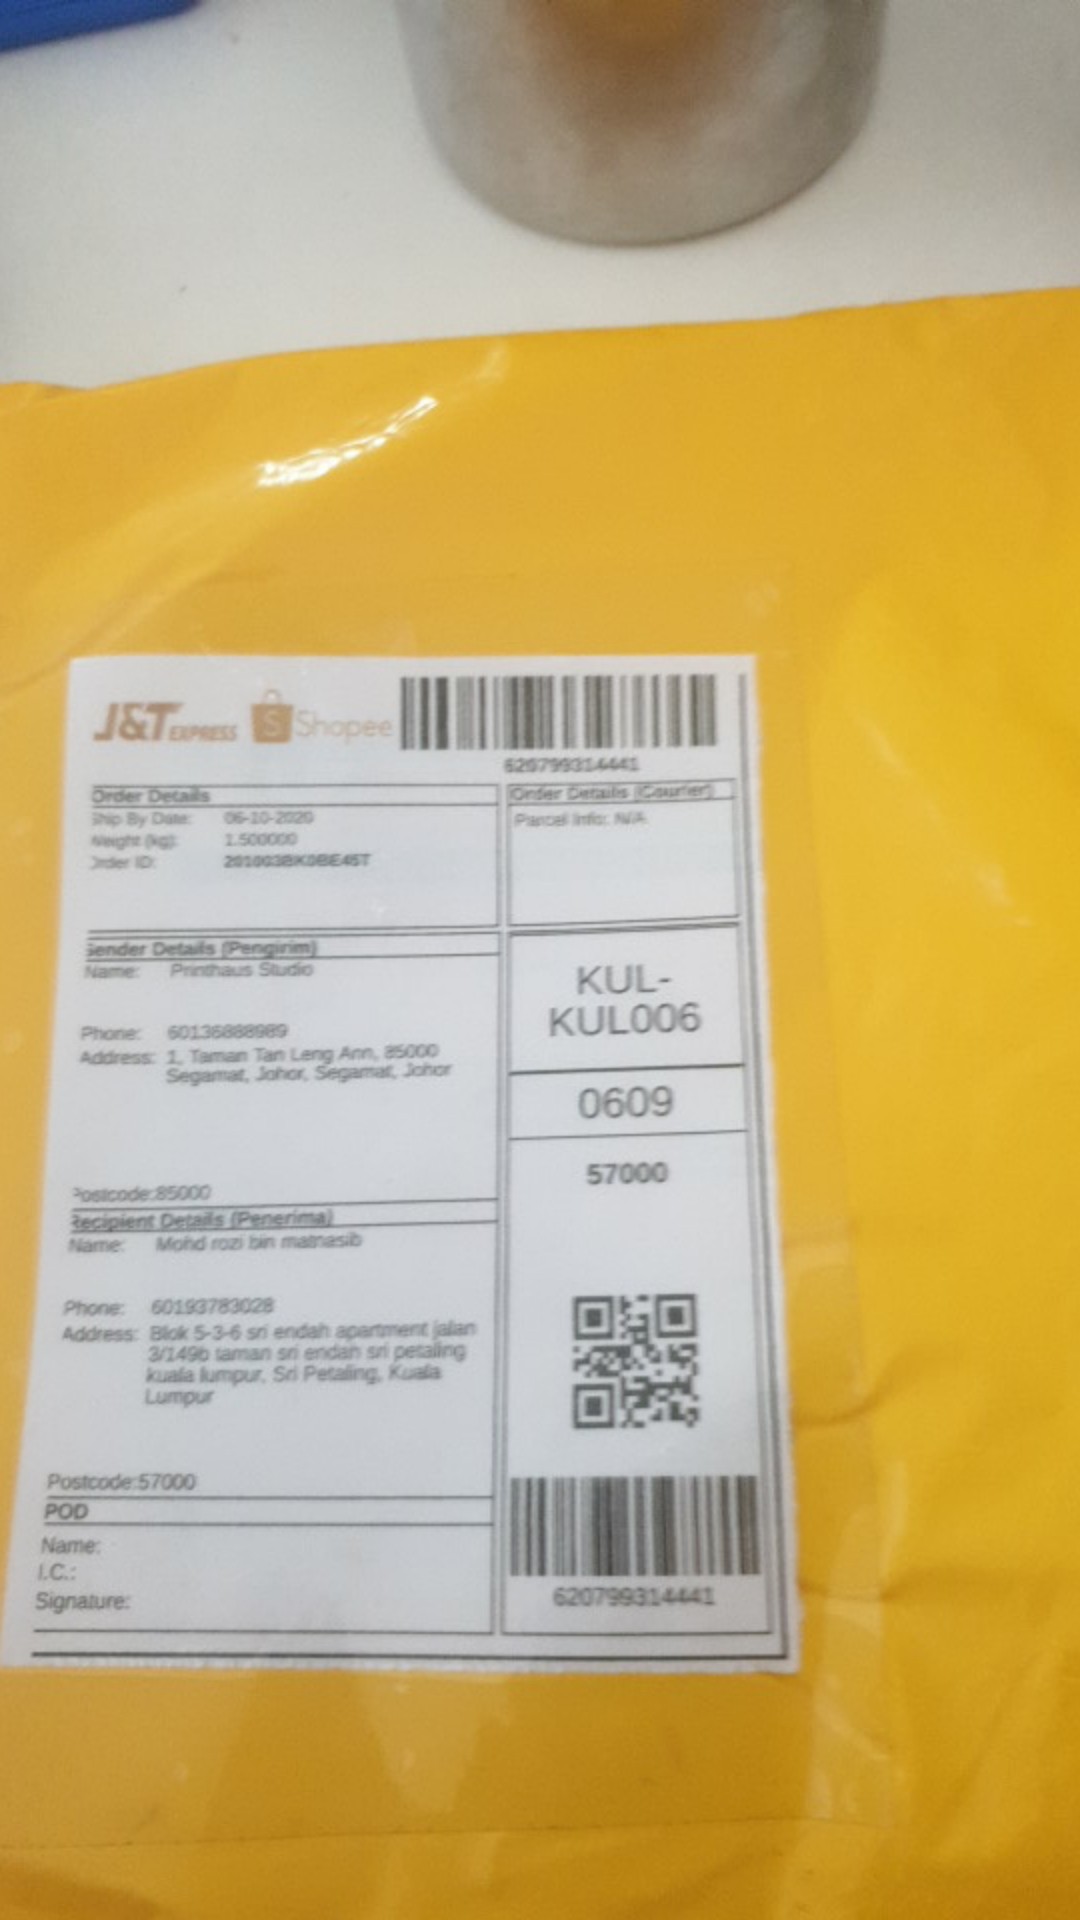 J&T EXPRESS Shopee
620799314441
Order Details
Ship By Date: 06-10-2020
Weight (kg): 1.500000
Order ID:
Order Details (Courier)
Parcel Info: N/A
Sender Details (Pengirim)
Name: Printhaus Studio
Phone: 60136888989
Address: 1, Taman Tan Leng Ann, 85000
Segamat, Johor, Segamat, Johor
Postcode:85000
KUL-
KUL006
0609
57000
Recipient Details (Penerima)
Name: Mohd rozi bin matnasib
Phone: 60193783028
Address: Blok 5-3-6 sri endah apartment jalan
3/149b taman sri endah sri petaling
kuala lumpur, Sri Petaling, Kuala
Lumpur
Postcode:57000
POD
Name:
I.C.:
Signature:
620799314441